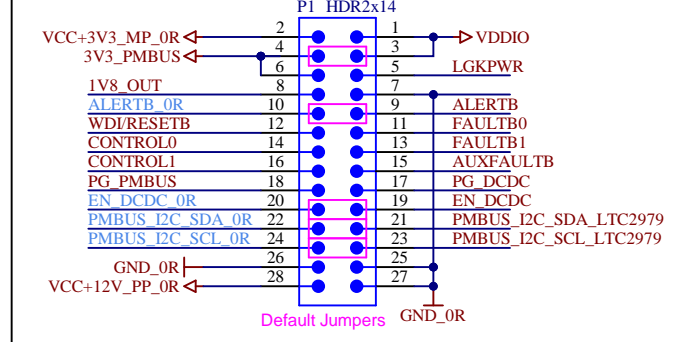 P1 HDR2x14
VCC+3V3_MP_0R 2 1 VDDIO
3V3_PMBUS 4 3
6 5 LGKPWR
1V8_OUT 8 7
ALERTB_0R 10 9 ALERTB
WDI/RESETB 12 11 FAULTB0
CONTROL0 14 13 FAULTB1
CONTROL1 16 15 AUXFAULTB
PG_PMBUS 18 17 PG_DCDC
EN_DCDC_0R 20 19 EN_DCDC
PMBUS_I2C_SDA_0R 22 21 PMBUS_I2C_SDA_LTC2979
PMBUS_I2C_SCL_0R 24 23 PMBUS_I2C_SCL_LTC2979
GND_0R 26 25
VCC+12V_PP_0R 28 27
Default Jumpers GND_0R